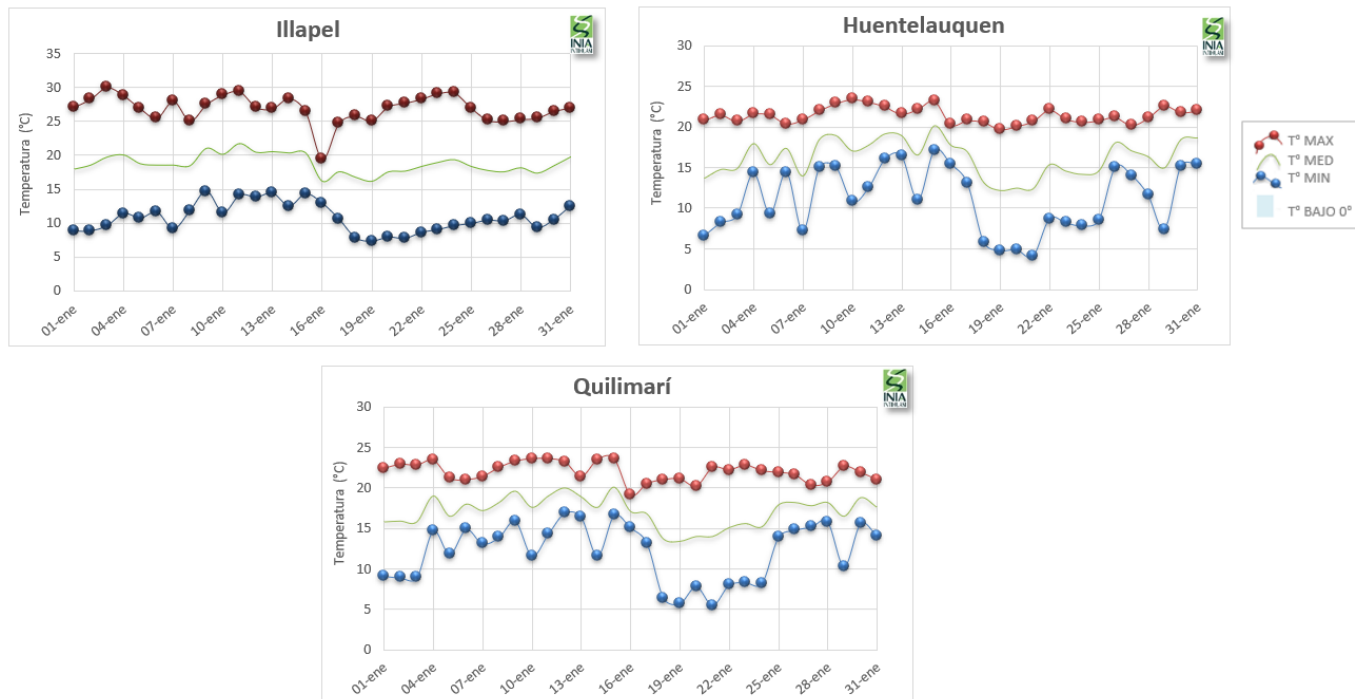 Illapel
INIA
INTIHUASI
Temperatura (°C)
35
30
25
20
15
10
5
0
01-ene
04-ene
07-ene
10-ene
13-ene
16-ene
19-ene
22-ene
25-ene
28-ene
31-ene
Huentelauquen
INIA
INTIHUASI
Temperatura (°C)
30
25
20
15
10
5
0
01-ene
04-ene
07-ene
10-ene
13-ene
16-ene
19-ene
22-ene
25-ene
28-ene
31-ene
T° MAX
T° MED
T° MIN
T° BAJO 0°
Quilimarí
INIA
INTIHUASI
Temperatura (°C)
30
25
20
15
10
5
0
01-ene
04-ene
07-ene
10-ene
13-ene
16-ene
19-ene
22-ene
25-ene
28-ene
31-ene